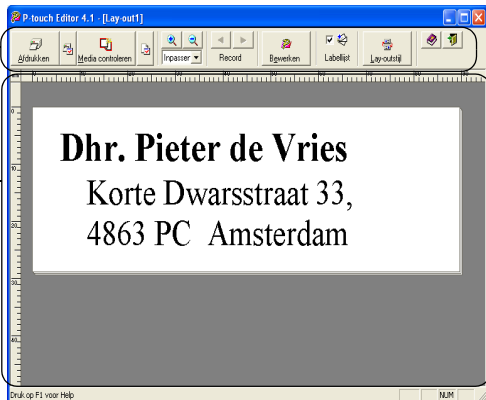 P-touch Editor 4.1 - [Lay-out1]
Afdrukken Media controleren Inpasser Record Bewerken Labellijst Lay-outstijl
Dhr. Pieter de Vries
Korte Dwarsstraat 33,
4863 PC Amsterdam
Druk op F1 voor Help NUM